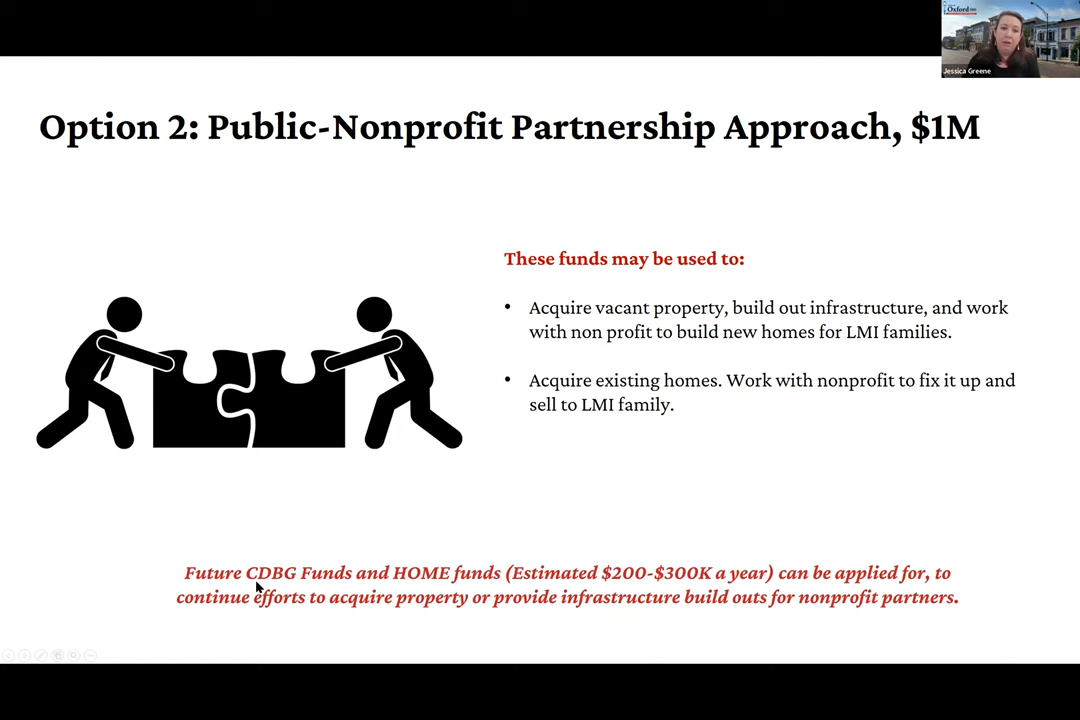 Oxford
Jessica Greene
Option 2: Public-Nonprofit Partnership Approach, $1M
These funds may be used to:
• Acquire vacant property, build out infrastructure, and work
with non profit to build new homes for LMI families.
• Acquire existing homes. Work with nonprofit to fix it up and
sell to LMI family.
Future CDBG Funds and HOME funds (Estimated $200-$300K a year) can be applied for, to
continue efforts to acquire property or provide infrastructure build outs for nonprofit partners.